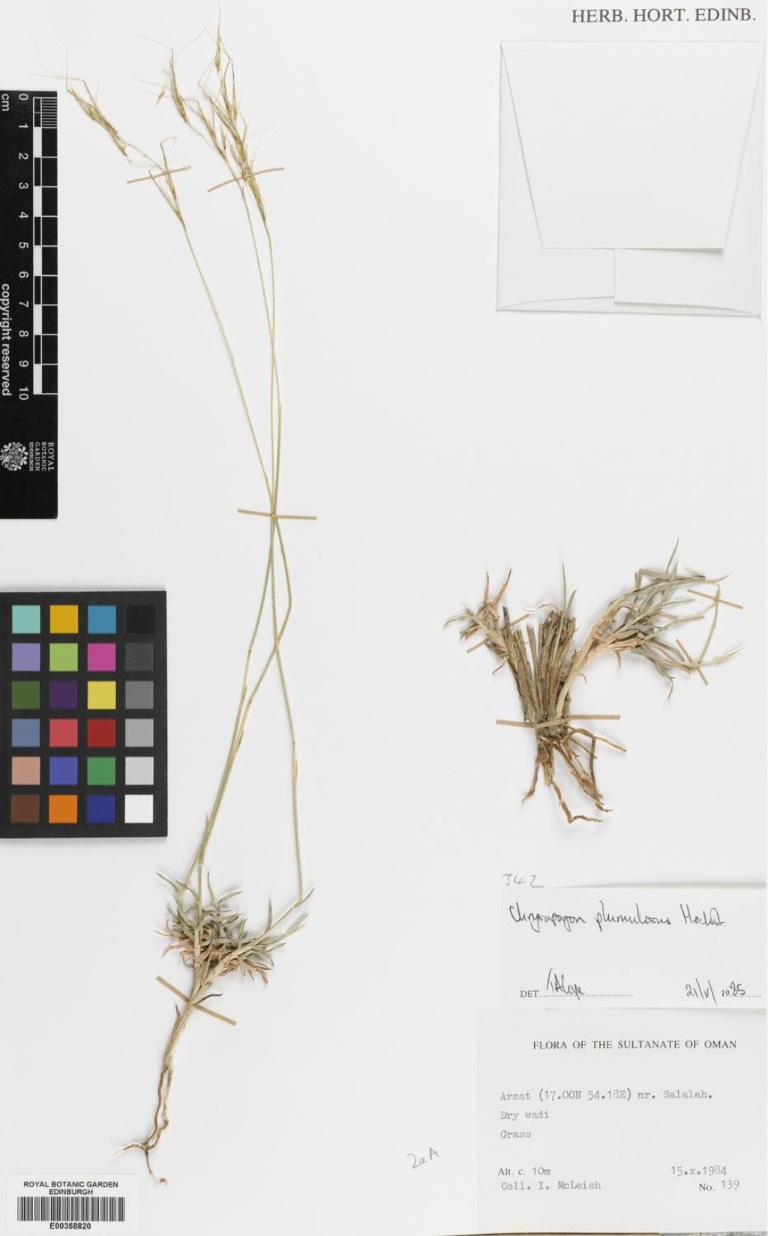 HERB. HORT. EDINB.
cm
0
1
2
3
4
5
6
7
8
9
10
copyright reserved
ROYAL
BOTANIC
GARDEN
EDINBURGH
342
Chrysopogon plumulosus Hochst.
DET 21/V/ 1985
FLORA OF THE SULTANATE OF OMAN
Arzat (17.00N 54.18E) nr. Salalah.
Dry wadi
Grass
Alt. c. 10m 15.x.1984
Coll. I. McLeish No. 139
2aA
ROYAL BOTANIC GARDEN
EDINBURGH
E00358820